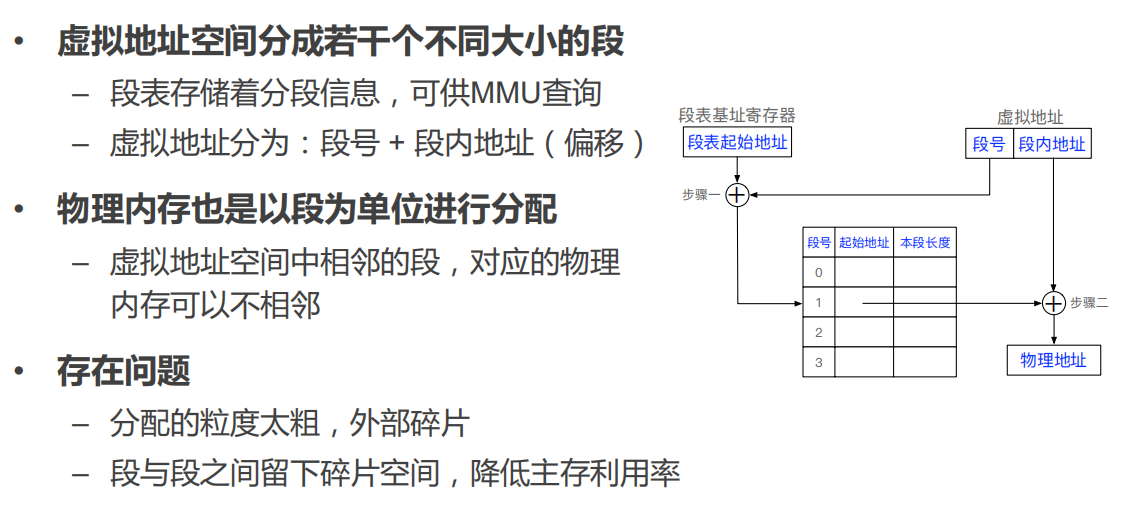 • 虚拟地址空间分成若干个不同大小的段
– 段表存储着分段信息，可供MMU查询
– 虚拟地址分为：段号 + 段内地址（偏移）
• 物理内存也是以段为单位进行分配
– 虚拟地址空间中相邻的段，对应的物理
内存可以不相邻
• 存在问题
– 分配的粒度太粗，外部碎片
– 段与段之间留下碎片空间，降低主存利用率
段表基址寄存器
段表起始地址
虚拟地址
段号 段内地址
步骤一
段号 起始地址 本段长度
0
1
2
3
步骤二
物理地址